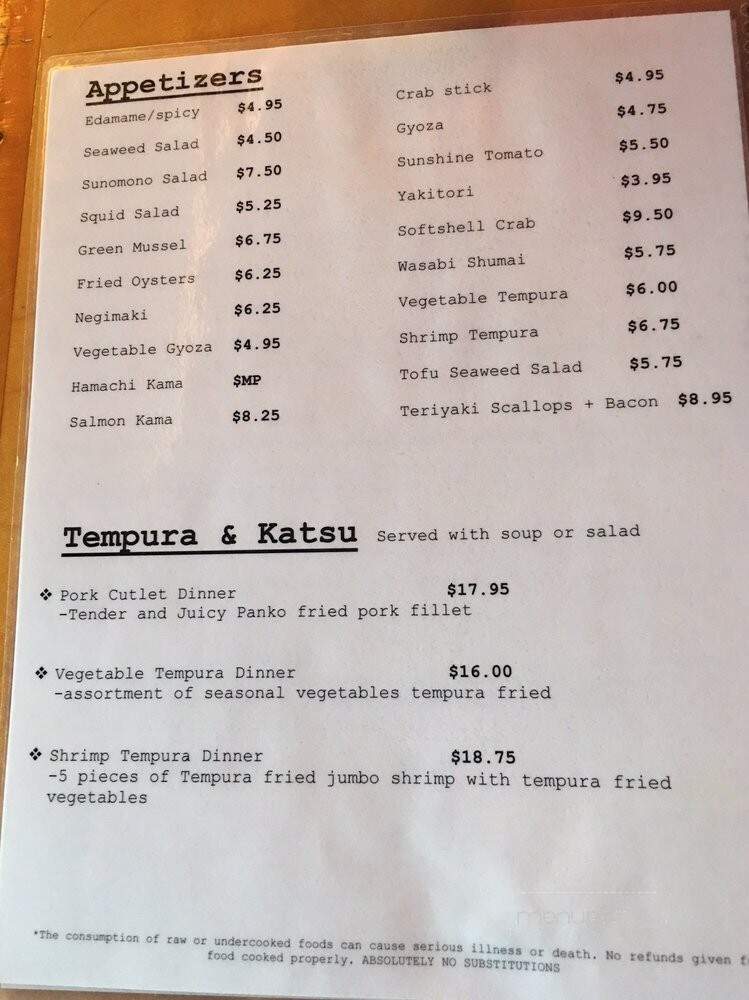 Appetizers
Edamame/spicy $4.95
Seaweed Salad $4.50
Sunomono Salad $7.50
Squid Salad $5.25
Green Mussel $6.75
Fried Oysters $6.25
Negimaki $6.25
Vegetable Gyoza $4.95
Hamachi Kama $MP
Salmon Kama $8.25
Crab stick $4.95
Gyoza $4.75
Sunshine Tomato $5.50
Yakitori $3.95
Softshell Crab $9.50
Wasabi Shumai $5.75
Vegetable Tempura $6.00
Shrimp Tempura $6.75
Tofu Seaweed Salad $5.75
Teriyaki Scallops + Bacon $8.95
Tempura & Katsu Served with soup or salad
❖ Pork Cutlet Dinner $17.95
-Tender and Juicy Panko fried pork fillet
❖ Vegetable Tempura Dinner $16.00
-assortment of seasonal vegetables tempura fried
❖ Shrimp Tempura Dinner $18.75
-5 pieces of Tempura fried jumbo shrimp with tempura fried
vegetables
*The consumption of raw or undercooked foods can cause serious illness or death. No refunds given
food cooked properly. ABSOLUTELY NO SUBSTITUTIONS